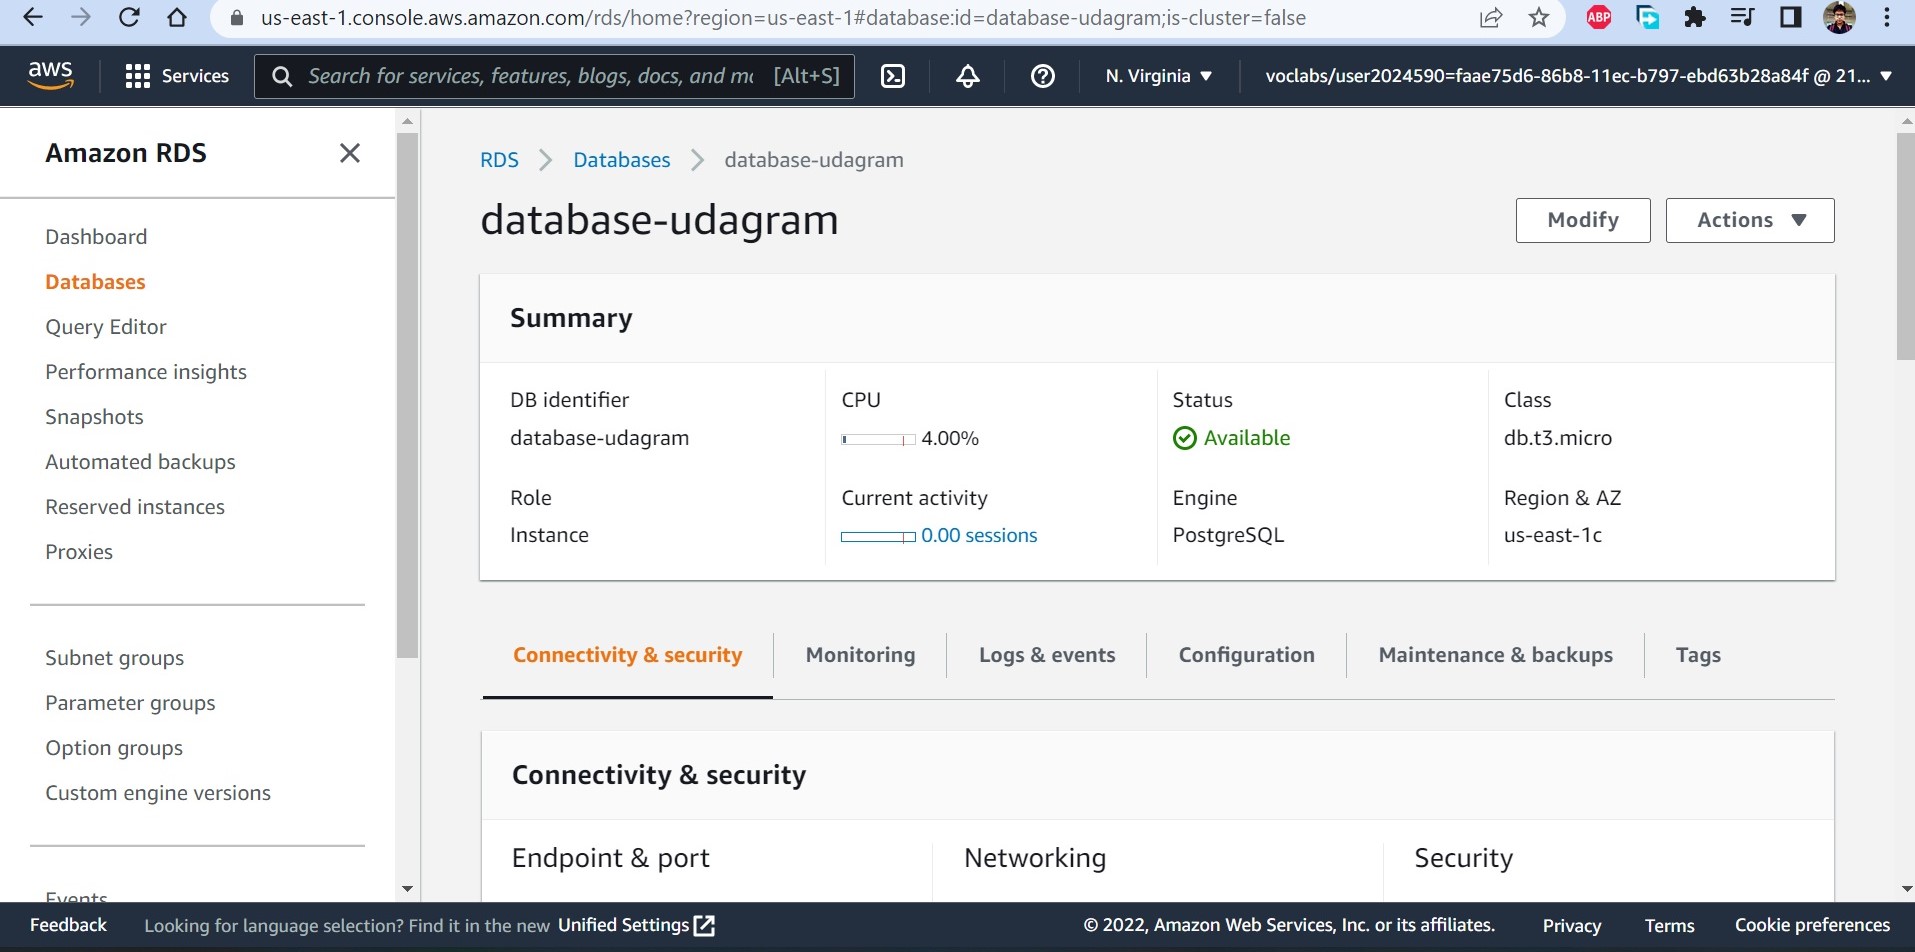 us-east-1.console.aws.amazon.com/rds/home?region=us-east-1#database:id=database-udagram;is-cluster=false
ABP
aws
Services
Search for services, features, blogs, docs, and mo [Alt+S]
N. Virginia
voclabs/user2024590=faae75d6-86b8-11ec-b797-ebd63b28a84f @ 21...
Amazon RDS
Dashboard
Databases
Query Editor
Performance insights
Snapshots
Automated backups
Reserved instances
Proxies
Subnet groups
Parameter groups
Option groups
Custom engine versions
Events
RDS > Databases > database-udagram
database-udagram
Modify
Actions
Summary
DB identifier
database-udagram
CPU
4.00%
Status
Available
Class
db.t3.micro
Role
Instance
Current activity
0.00 sessions
Engine
PostgreSQL
Region & AZ
us-east-1c
Connectivity & security
Monitoring
Logs & events
Configuration
Maintenance & backups
Tags
Connectivity & security
Endpoint & port
Networking
Security
Feedback
Looking for language selection? Find it in the new Unified Settings
© 2022, Amazon Web Services, Inc. or its affiliates.
Privacy
Terms
Cookie preferences